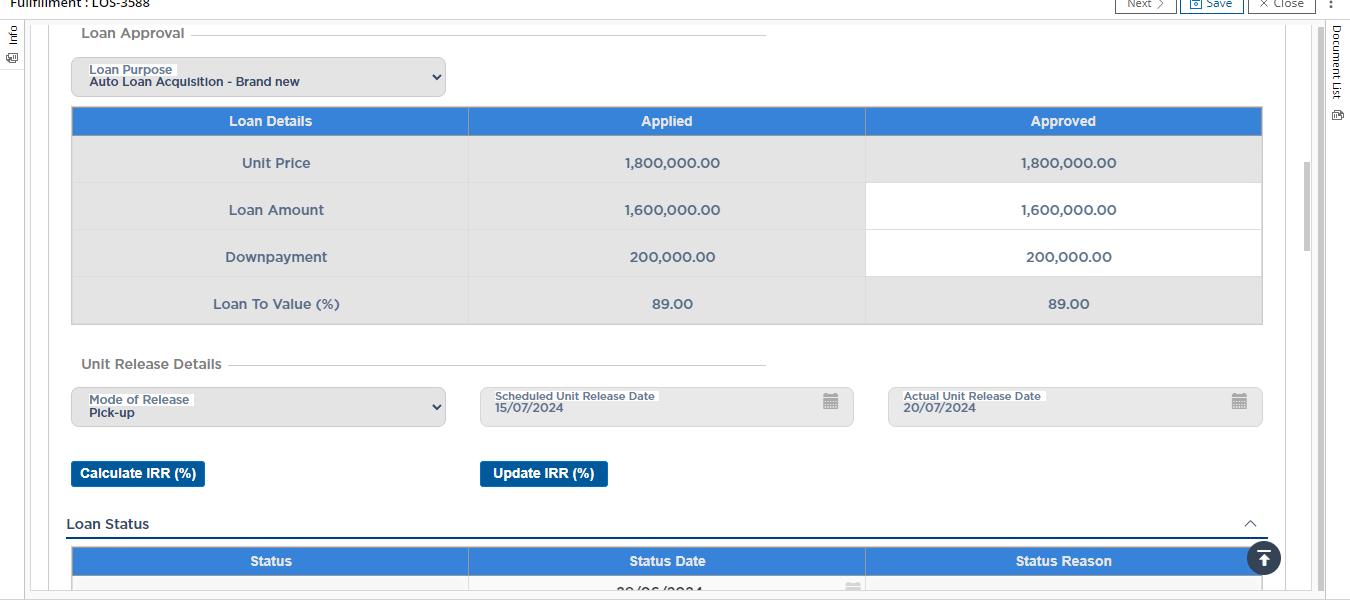 Fullfillment : LOS-3588
Next
Save
Close
Info
Document List
Loan Approval
Loan Purpose
Auto Loan Acquisition - Brand new
Loan Details Applied Approved
Unit Price 1,800,000.00 1,800,000.00
Loan Amount 1,600,000.00 1,600,000.00
Downpayment 200,000.00 200,000.00
Loan To Value (%) 89.00 89.00
Unit Release Details
Mode of Release
Pick-up
Scheduled Unit Release Date
15/07/2024
Actual Unit Release Date
20/07/2024
Calculate IRR (%) Update IRR (%)
Loan Status
Status Status Date Status Reason